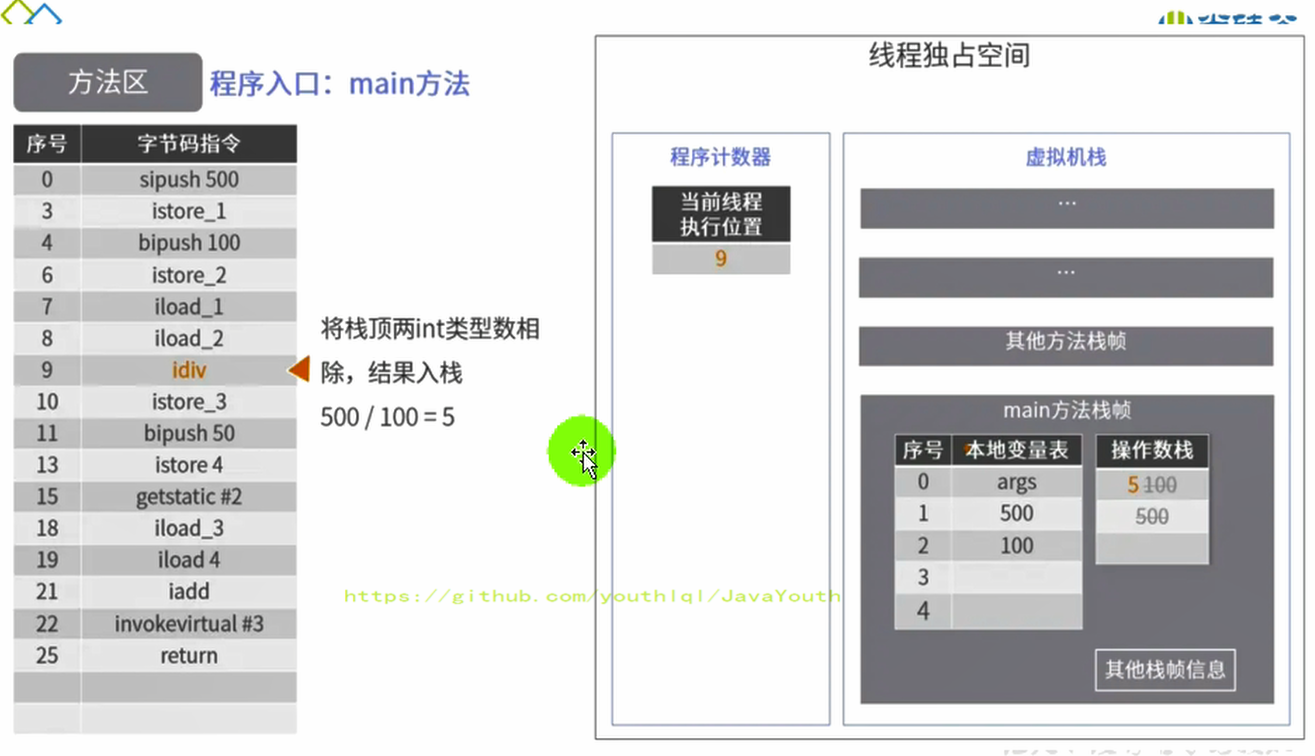 方法区 程序入口：main方法
序号 字节码指令
0 sipush 500
3 istore_1
4 bipush 100
6 istore_2
7 iload_1
8 iload_2
9 idiv
10 istore_3
11 bipush 50
13 istore 4
15 getstatic #2
18 iload_3
19 iload 4
21 iadd
22 invokevirtual #3
25 return
将栈顶两int类型数相
除，结果入栈
500 / 100 = 5
https://github.com/youthlql/JavaYouth
线程独占空间
程序计数器
当前线程
执行位置
9
虚拟机栈
...
...
其他方法栈帧
main方法栈帧
序号 本地变量表
0 args
1 500
2 100
3
4
操作数栈
5 100
500
其他栈帧信息